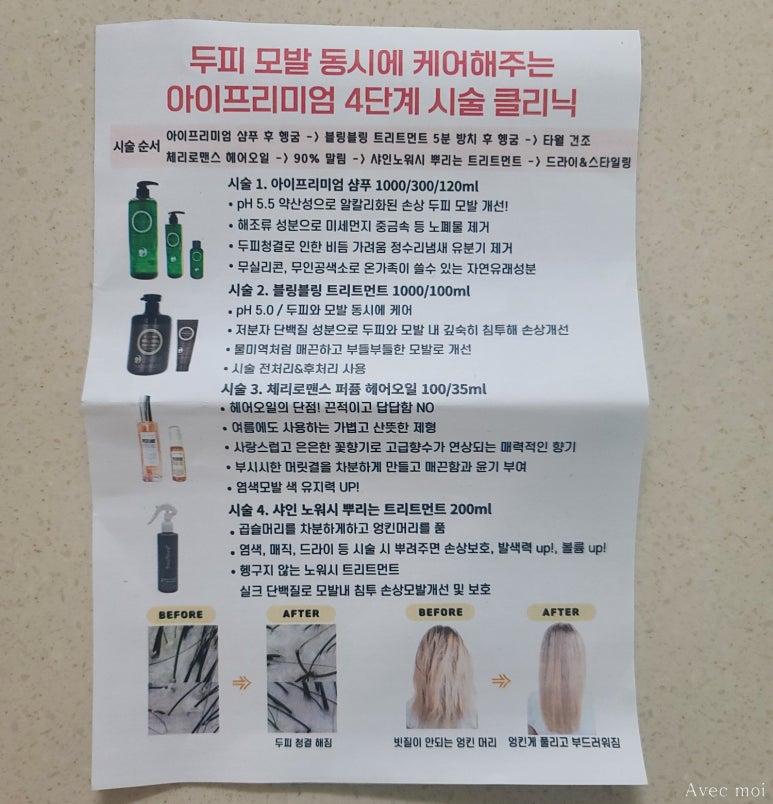 두피 모발 동시에 케어해주는
아이프리미엄 4단계 시술 클리닉
시술 순서
아이프리미엄 샴푸 후 헹굼 -> 블링블링 트리트먼트 5분 방치 후 헹굼 -> 타월 건조
체리로맨스 헤어오일 -> 90% 말림 -> 샤인노워시 뿌리는 트리트먼트 -> 드라이&스타일링
시술 1. 아이프리미엄 샴푸 1000/300/120ml
• pH 5.5 약산성으로 알칼리화된 손상 두피 모발 개선!
• 해조류 성분으로 미세먼지 중금속 등 노폐물 제거
• 두피청결로 인한 비듬 가려움 정수리냄새 유분기 제거
• 무실리콘, 무인공색소로 온가족이 쓸수 있는 자연유래성분
시술 2. 블링블링 트리트먼트 1000/100ml
• pH 5.0 / 두피와 모발 동시에 케어
• 저분자 단백질 성분으로 두피와 모발 내 깊숙히 침투해 손상개선
• 물미역처럼 매끈하고 부들부들한 모발로 개선
• 시술 전처리&후처리 사용
시술 3. 체리로맨스 퍼퓸 헤어오일 100/35ml
• 헤어오일의 단점! 끈적이고 답답함 NO
• 여름에도 사용하는 가볍고 산뜻한 제형
• 사랑스럽고 은은한 꽃향기로 고급향수가 연상되는 매력적인 향기
• 부시시한 머릿결을 차분하게 만들고 매끈함과 윤기 부여
• 염색모발 색 유지력 UP!
시술 4. 샤인 노워시 뿌리는 트리트먼트 200ml
• 곱슬머리를 차분하게하고 엉킨머리를 품
• 염색, 매직, 드라이 등 시술 시 뿌려주면 손상보호, 발색력 up!, 볼륨 up!
• 헹구지 않는 노워시 트리트먼트
실크 단백질로 모발내 침투 손상모발개선 및 보호
BEFORE AFTER BEFORE AFTER
두피 청결 해짐
빗질이 안되는 엉킨 머리
엉킨게 풀리고 부드러워짐
Avec moi